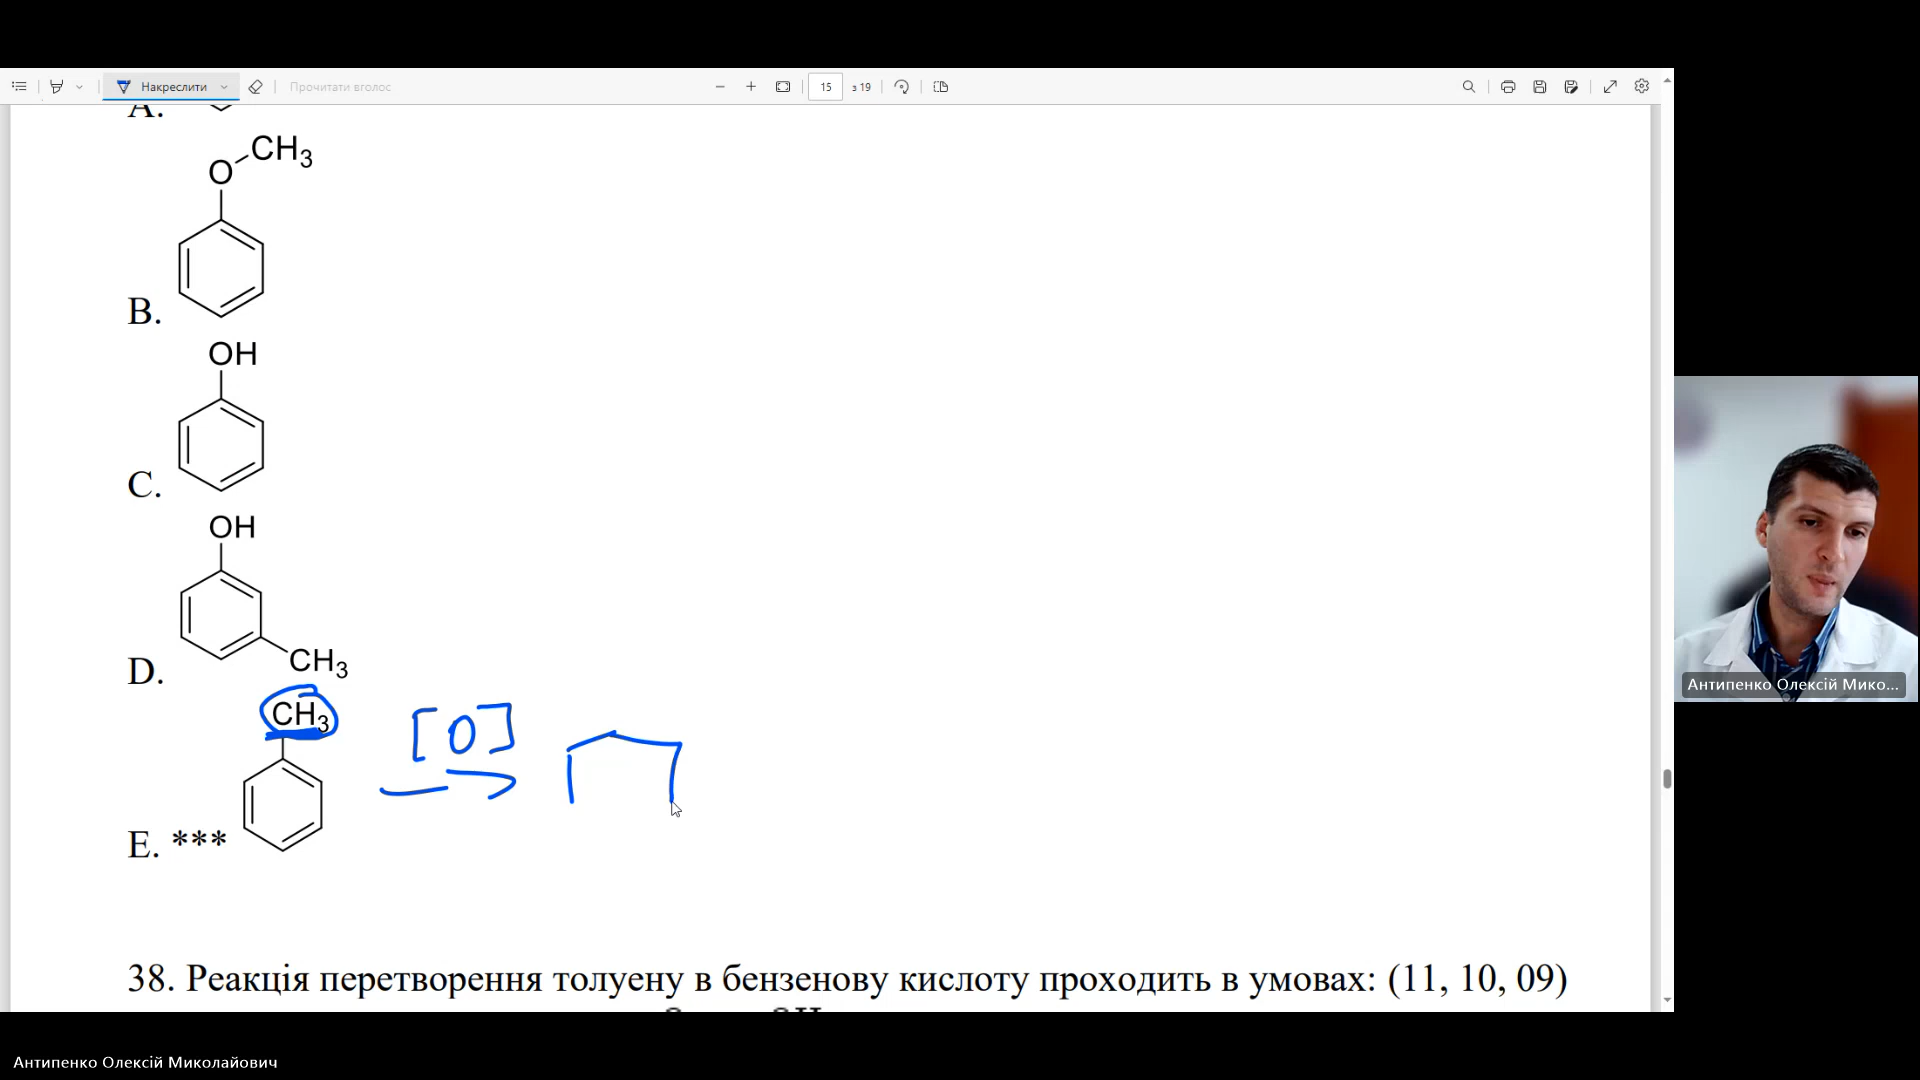 Накреслити
Прочитати вголос
15
з 19
A.
O
CH3
B.
OH
C.
OH
CH3
D.
CH3
[O]
E. ***
38. Реакція перетворення толуену в бензенову кислоту проходить в умовах: (11, 10, 09)
Антипенко Олексій Мико...
Антипенко Олексій Миколайович